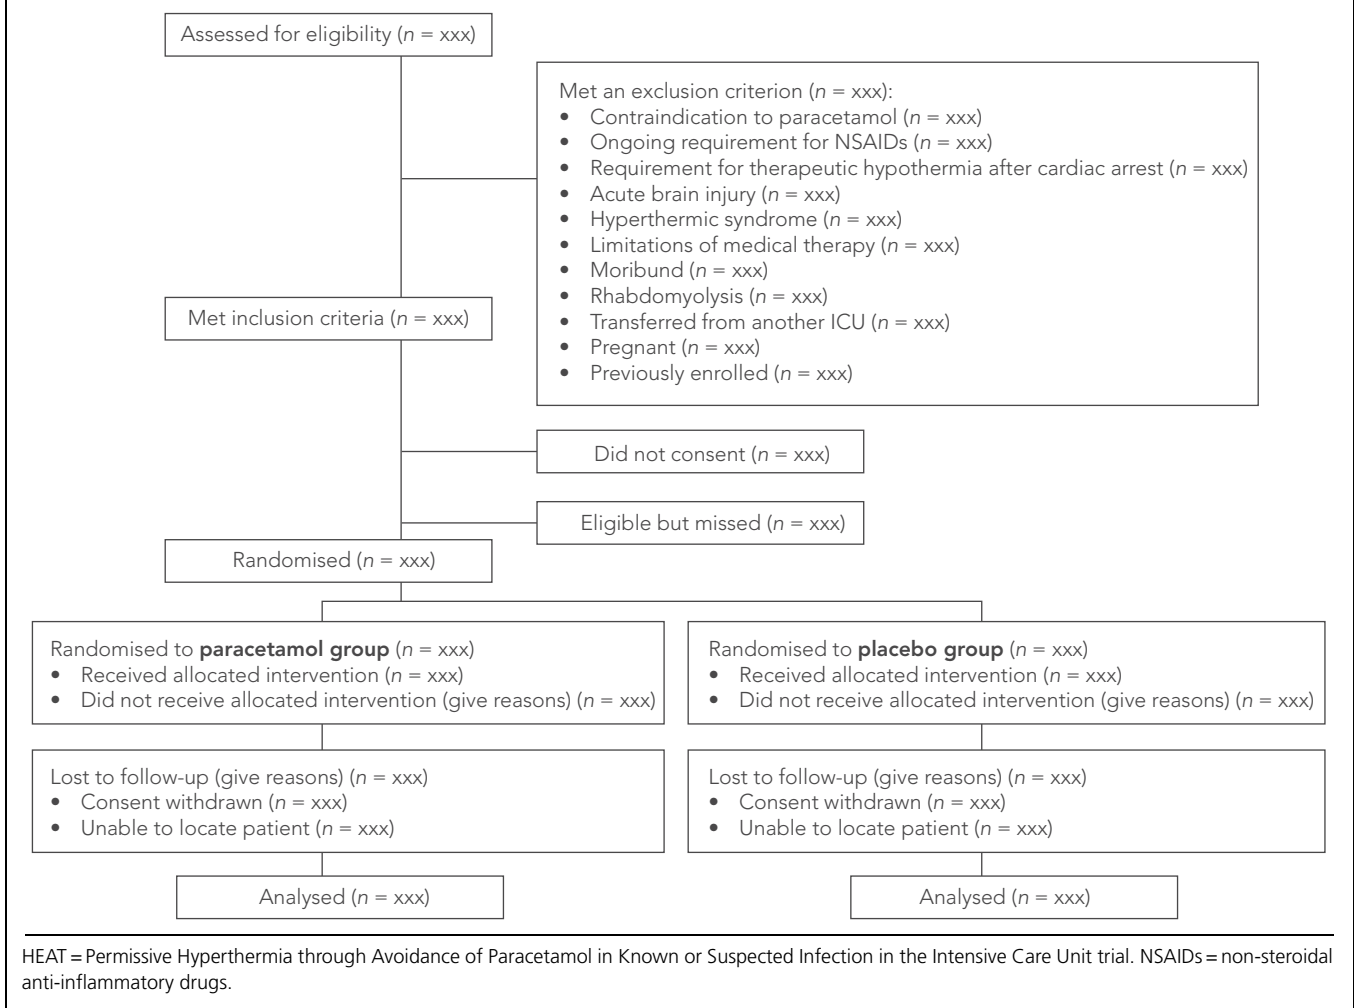 Assessed for eligibility (n = xxx)
Met an exclusion criterion (n = xxx):
• Contraindication to paracetamol (n = xxx)
• Ongoing requirement for NSAIDs (n = xxx)
• Requirement for therapeutic hypothermia after cardiac arrest (n = xxx)
• Acute brain injury (n = xxx)
• Hyperthermic syndrome (n = xxx)
• Limitations of medical therapy (n = xxx)
• Moribund (n = xxx)
• Rhabdomyolysis (n = xxx)
• Transferred from another ICU (n = xxx)
• Pregnant (n = xxx)
• Previously enrolled (n = xxx)
Met inclusion criteria (n = xxx)
Did not consent (n = xxx)
Eligible but missed (n = xxx)
Randomised (n = xxx)
Randomised to paracetamol group (n = xxx)
• Received allocated intervention (n = xxx)
• Did not receive allocated intervention (give reasons) (n = xxx)
Randomised to placebo group (n = xxx)
• Received allocated intervention (n = xxx)
• Did not receive allocated intervention (give reasons) (n = xxx)
Lost to follow-up (give reasons) (n = xxx)
• Consent withdrawn (n = xxx)
• Unable to locate patient (n = xxx)
Lost to follow-up (give reasons) (n = xxx)
• Consent withdrawn (n = xxx)
• Unable to locate patient (n = xxx)
Analysed (n = xxx)
Analysed (n = xxx)
HEAT = Permissive Hyperthermia through Avoidance of Paracetamol in Known or Suspected Infection in the Intensive Care Unit trial. NSAIDs = non-steroidal
anti-inflammatory drugs.